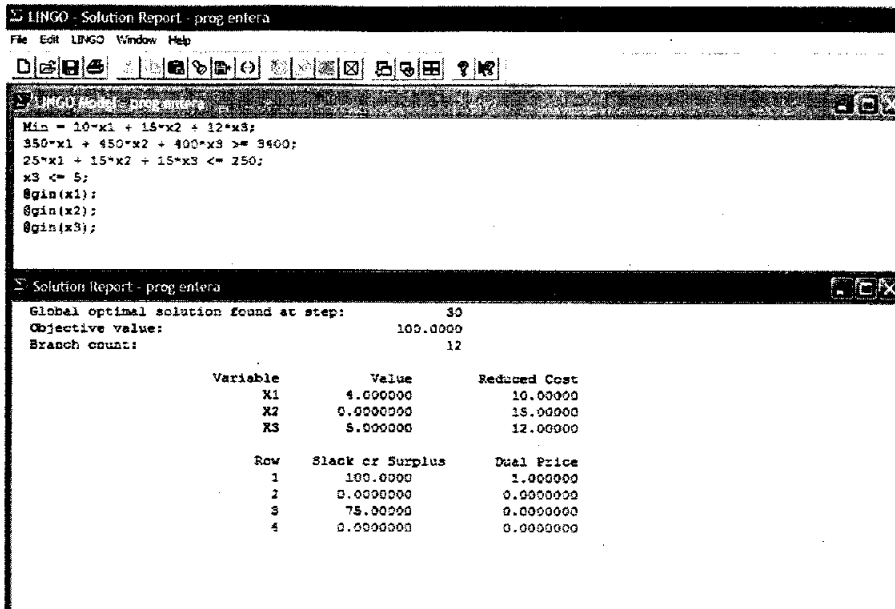 LINGO - Solution Report - prog entera
File Edit LINGO Window Help
LINGO Model - prog entera
Min = 10*x1 + 15*x2 + 12*x3;
350*x1 + 450*x2 + 400*x3 >= 3400;
25*x1 + 15*x2 + 15*x3 <= 250;
x3 <= 5;
@gin(x1);
@gin(x2);
@gin(x3);
Solution Report - prog entera
Global optimal solution found at step: 30
Objective value: 100.0000
Branch count: 12
Variable Value Reduced Cost
X1 4.000000 10.00000
X2 0.0000000 15.00000
X3 5.000000 12.00000
Row Slack or Surplus Dual Price
1 100.0000 1.000000
2 0.0000000 0.0000000
3 75.00000 0.0000000
4 0.0000000 0.0000000